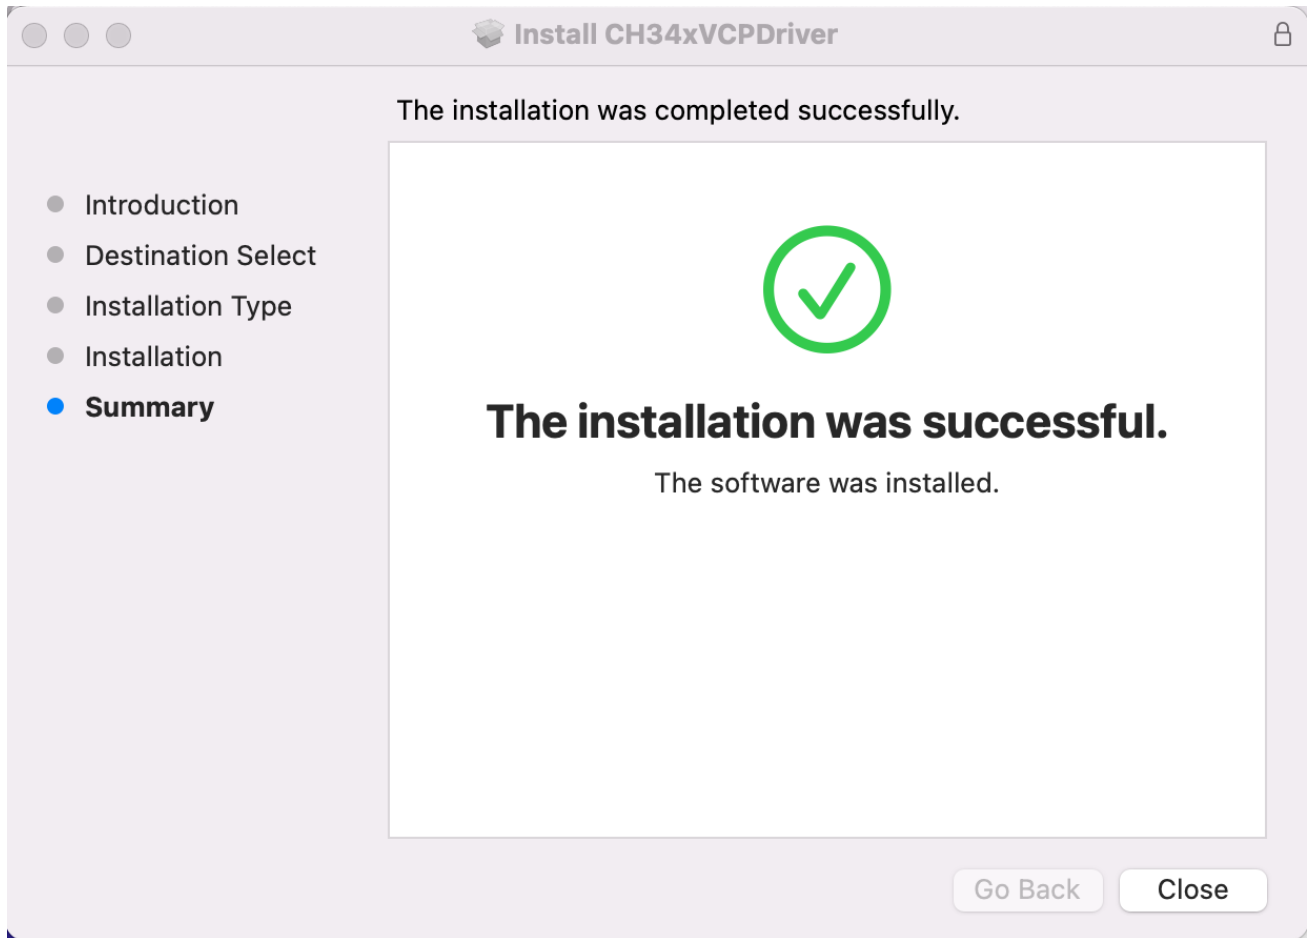 Install CH34xVCPDriver
The installation was completed successfully.
Introduction
Destination Select
Installation Type
Installation
Summary
The installation was successful.
The software was installed.
Go Back
Close